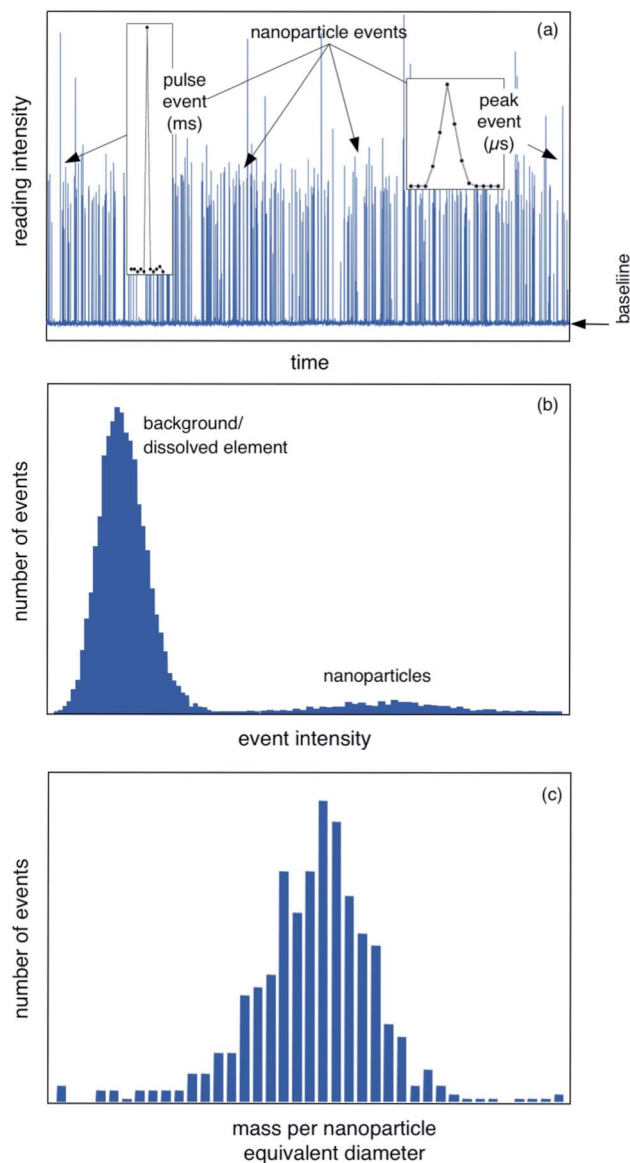 (a)
nanoparticle events
pulse
event
(ms)
peak
event
(µs)
reading intensity
baseliine
time
(b)
background/
dissolved element
number of events
nanoparticles
event intensity
(c)
number of events
mass per nanoparticle
equivalent diameter